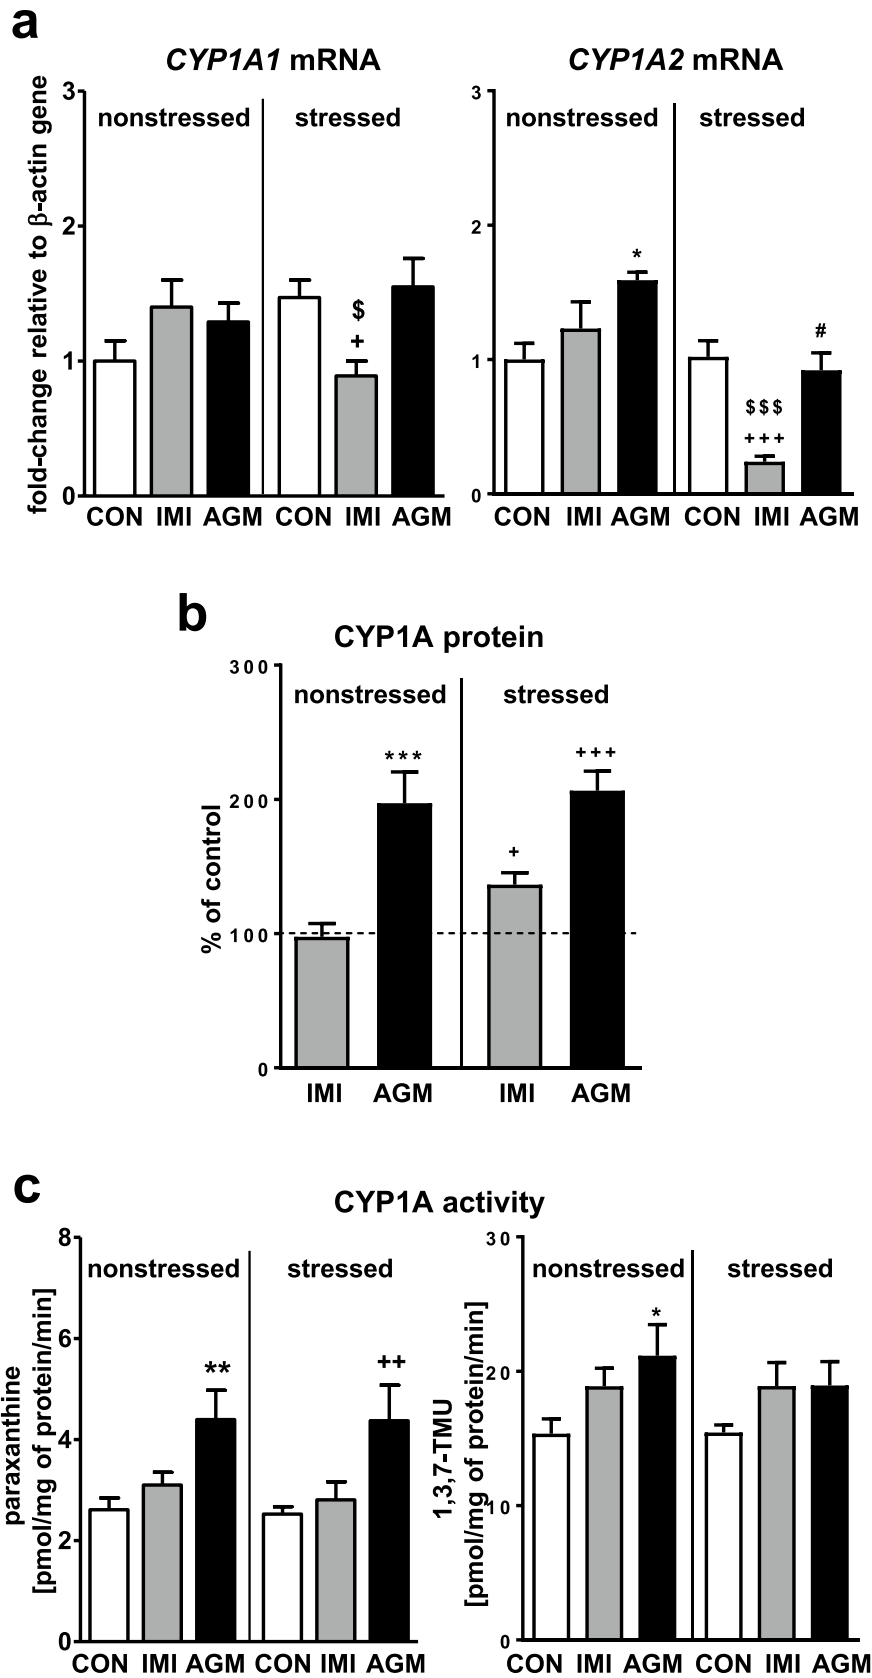 a
CYP1A1 mRNA
fold-change relative to β-actin gene
3
2
1
0
nonstressed
stressed
$
+
CON IMI AGM CON IMI AGM
CYP1A2 mRNA
3
2
1
0
nonstressed
stressed
*
$$$
+++
#
CON IMI AGM CON IMI AGM
b
CYP1A protein
% of control
300
200
100
0
nonstressed
stressed
***
+
+++
IMI AGM IMI AGM
c
CYP1A activity
paraxanthine
[pmol/mg of protein/min]
8
6
4
2
0
nonstressed
stressed
**
++
CON IMI AGM CON IMI AGM
1,3,7-TMU
[pmol/mg of protein/min]
30
20
10
0
nonstressed
stressed
*
CON IMI AGM CON IMI AGM